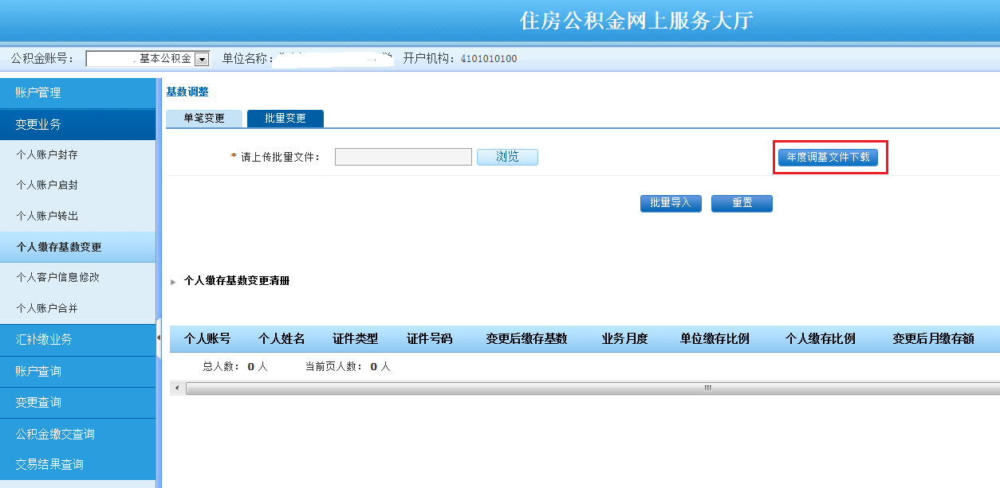 住房公积金网上服务大厅
公积金账号： . 基本公积金 单位名称： 开户机构： 4101010100
账户管理
变更业务
个人账户封存
个人账户启封
个人账户转出
个人缴存基数变更
个人客户信息修改
个人账户合并
汇补缴业务
账户查询
变更查询
公积金缴交查询
交易结果查询
基数调整
单笔变更 批量变更
* 请上传批量文件： 浏览 年度调基文件下载
批量导入 重置
个人缴存基数变更清册
个人账号 个人姓名 证件类型 证件号码 变更后缴存基数 业务月度 单位缴存比例 个人缴存比例 变更后月缴存额
总人数： 0 人 当前页人数： 0 人